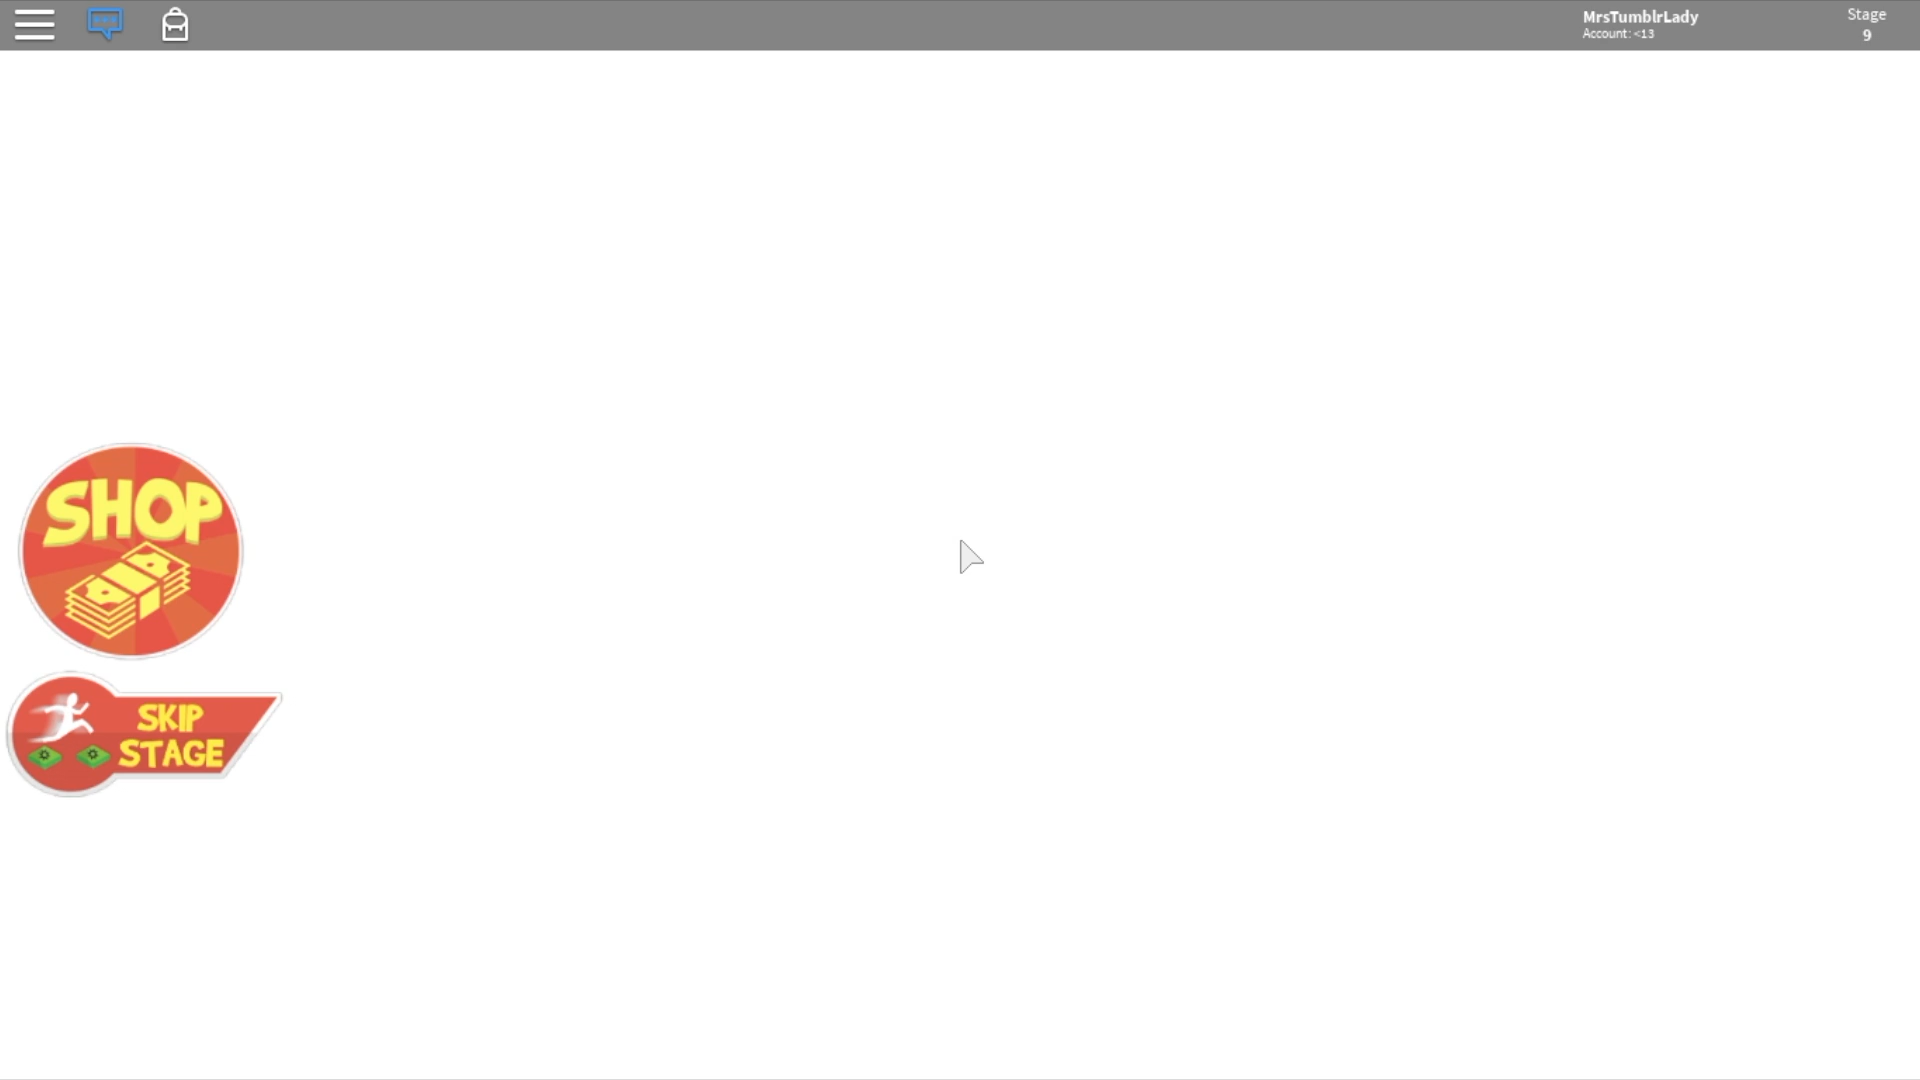 MrsTumblrLady
Account: <13
Stage
9
SHOP
SKIP
STAGE